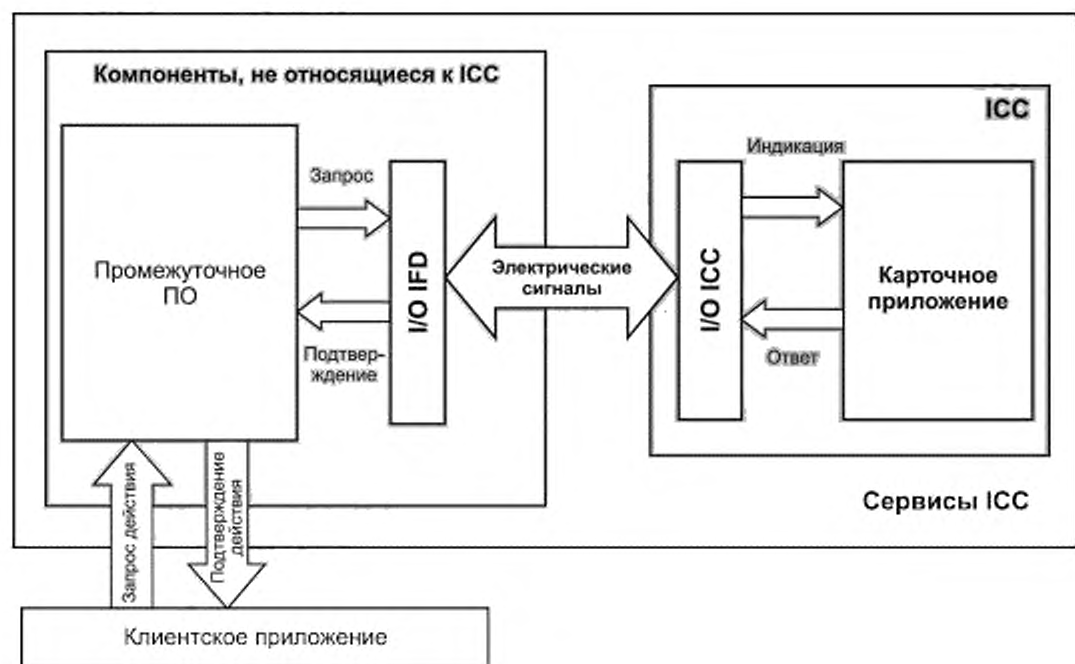 Компоненты, не относящиеся к ICC
ICC
Индикация
Запрос
Промежуточное
ПО
I/O IFD
Электрические
сигналы
I/O ICC
Карточное
приложение
Подтвер-
ждение
Ответ
Запрос действия
Подтверждение
действия
Сервисы ICC
Клиентское приложение